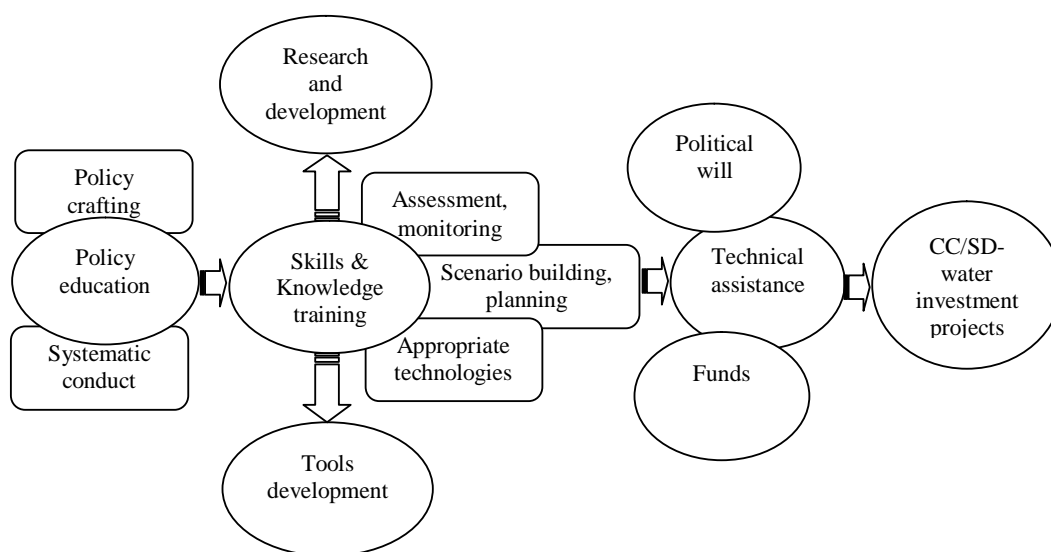 Research
and
development
Policy
crafting
Policy
education
Systematic
conduct
Skills &
Knowledge
training
Assessment,
monitoring
Scenario building,
planning
Appropriate
technologies
Tools
development
Political
will
Technical
assistance
Funds
CC/SD-
water
investment
projects